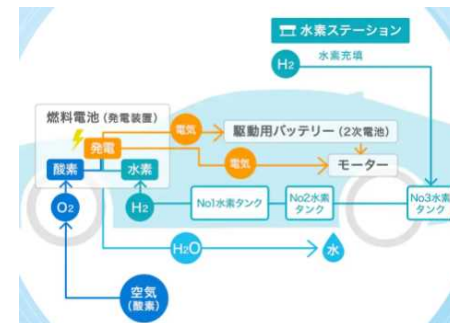 水素ステーション
H2
水素充填
燃料電池(発電装置)
発電
酸素
水素
電気
駆動用バッテリー(2次電池)
電気
モーター
O2
H2
No1水素タンク
No2水素
タンク
No3水素
タンク
H2O
水
空気
(酸素)